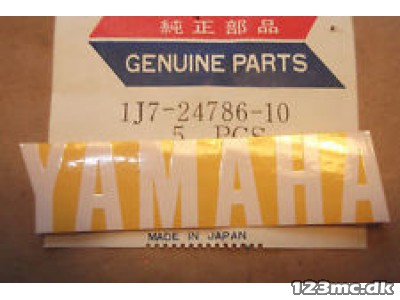 純正部品
GENUINE PARTS
1J7-24786-10
5 PCS
YAMAHA
MADE IN JAPAN
123mc.dk